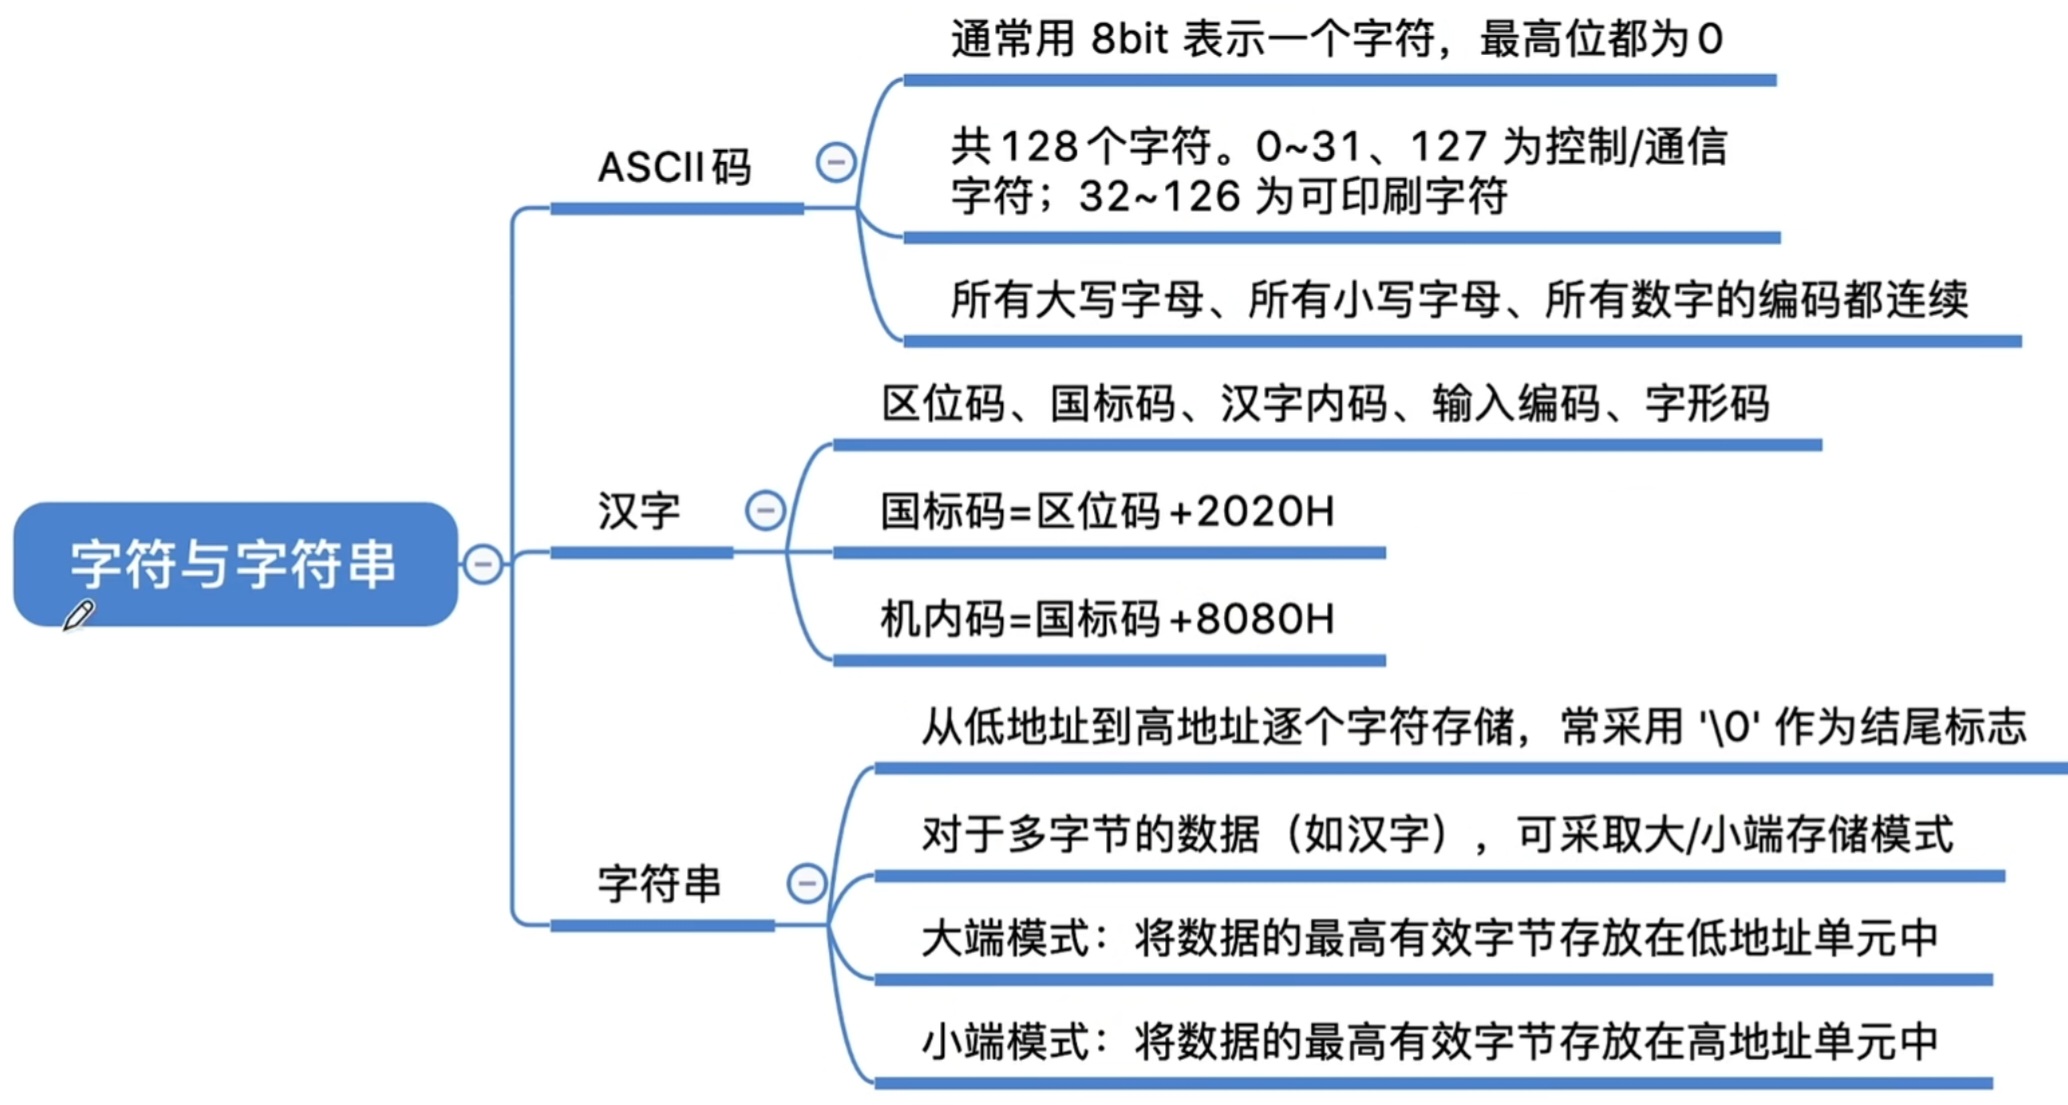 通常用 8bit 表示一个字符，最高位都为0
共128个字符。0~31、127 为控制/通信
字符；32~126 为可印刷字符
ASCII码
所有大写字母、所有小写字母、所有数字的编码都连续
区位码、国标码、汉字内码、输入编码、字形码
汉字
国标码=区位码+2020H
字符与字符串
机内码=国标码+8080H
从低地址到高地址逐个字符存储，常采用 '\0' 作为结尾标志
对于多字节的数据（如汉字），可采取大/小端存储模式
字符串
大端模式：将数据的最高有效字节存放在低地址单元中
小端模式：将数据的最高有效字节存放在高地址单元中